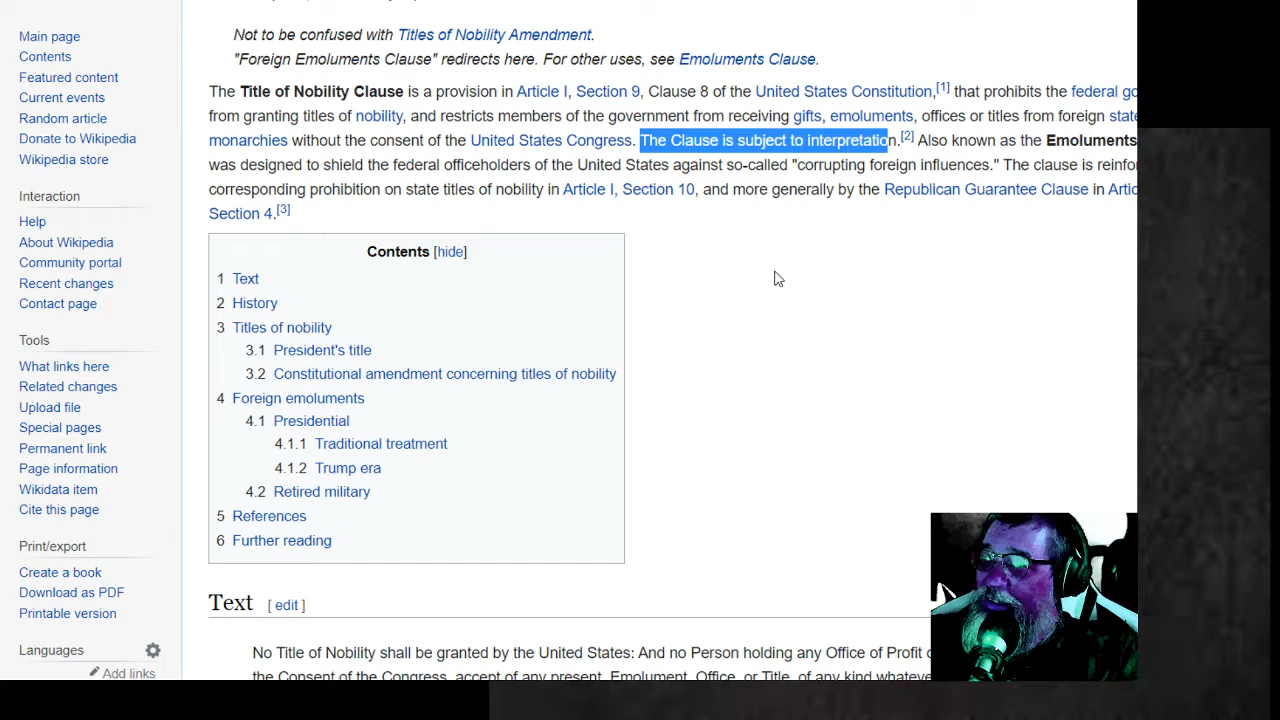 Main page
Contents
Featured content
Current events
Random article
Donate to Wikipedia
Wikipedia store
Interaction
Help
About Wikipedia
Community portal
Recent changes
Contact page
Tools
What links here
Related changes
Upload file
Special pages
Permanent link
Page information
Wikidata item
Cite this page
Print/export
Create a book
Download as PDF
Printable version
Languages
Add links
Not to be confused with Titles of Nobility Amendment.
"Foreign Emoluments Clause" redirects here. For other uses, see Emoluments Clause.
The Title of Nobility Clause is a provision in Article I, Section 9, Clause 8 of the United States Constitution,[1] that prohibits the federal go
from granting titles of nobility, and restricts members of the government from receiving gifts, emoluments, offices or titles from foreign state
monarchies without the consent of the United States Congress. The Clause is subject to interpretation.[2] Also known as the Emoluments
was designed to shield the federal officeholders of the United States against so-called "corrupting foreign influences." The clause is reinfor
corresponding prohibition on state titles of nobility in Article I, Section 10, and more generally by the Republican Guarantee Clause in Artic
Section 4.[3]
Contents [hide]
1 Text
2 History
3 Titles of nobility
3.1 President's title
3.2 Constitutional amendment concerning titles of nobility
4 Foreign emoluments
4.1 Presidential
4.1.1 Traditional treatment
4.1.2 Trump era
4.2 Retired military
5 References
6 Further reading
Text [ edit ]
No Title of Nobility shall be granted by the United States: And no Person holding any Office of Profit
the Consent of the Congress, accept of any present, Emolument, Office, or Title, of any kind whateve